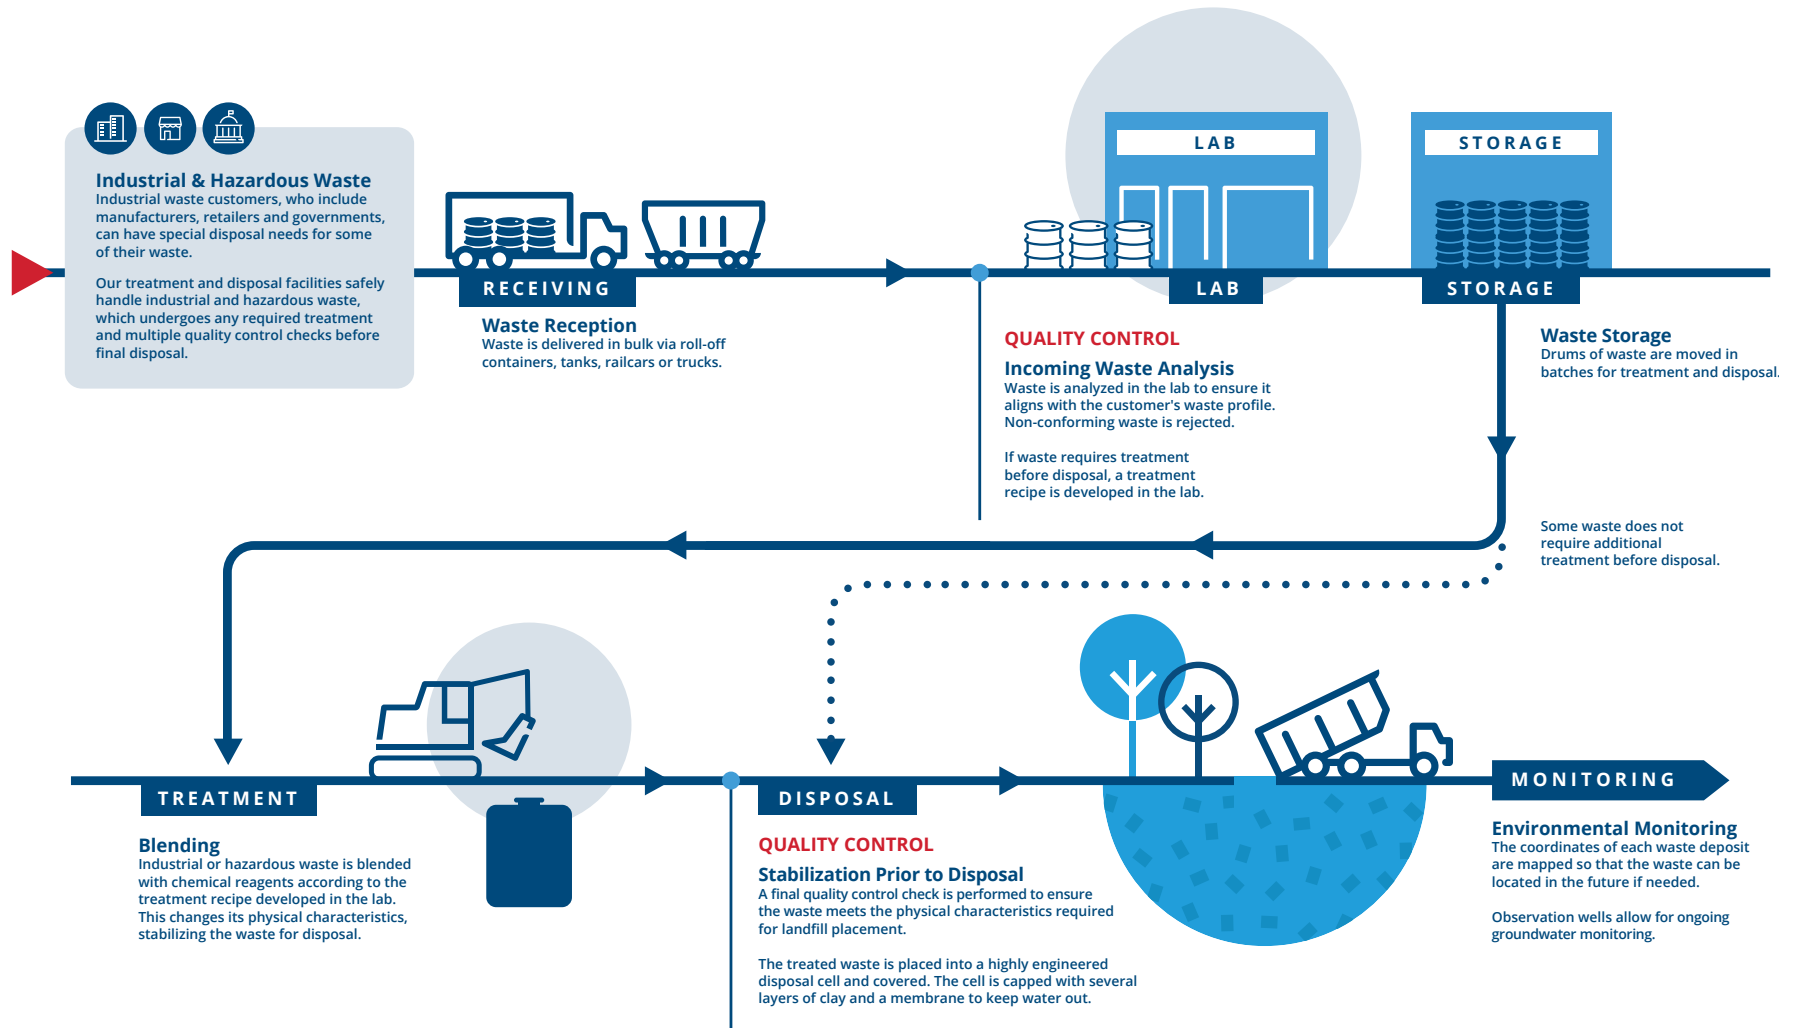 Industrial & Hazardous Waste
Industrial waste customers, who include
manufacturers, retailers and governments,
can have special disposal needs for some
of their waste.
Our treatment and disposal facilities safely
handle industrial and hazardous waste,
which undergoes any required treatment
and multiple quality control checks before
final disposal.
RECEIVING
Waste Reception
Waste is delivered in bulk via roll-off
containers, tanks, railcars or trucks.
LAB
LAB
QUALITY CONTROL
Incoming Waste Analysis
Waste is analyzed in the lab to ensure it
aligns with the customer's waste profile.
Non-conforming waste is rejected.
If waste requires treatment
before disposal, a treatment
recipe is developed in the lab.
STORAGE
STORAGE
Waste Storage
Drums of waste are moved in
batches for treatment and disposal.
Some waste does not
require additional
treatment before disposal.
TREATMENT
Blending
Industrial or hazardous waste is blended
with chemical reagents according to the
treatment recipe developed in the lab.
This changes its physical characteristics,
stabilizing the waste for disposal.
DISPOSAL
QUALITY CONTROL
Stabilization Prior to Disposal
A final quality control check is performed to ensure
the waste meets the physical characteristics required
for landfill placement.
The treated waste is placed into a highly engineered
disposal cell and covered. The cell is capped with several
layers of clay and a membrane to keep water out.
MONITORING
Environmental Monitoring
The coordinates of each waste deposit
are mapped so that the waste can be
located in the future if needed.
Observation wells allow for ongoing
groundwater monitoring.